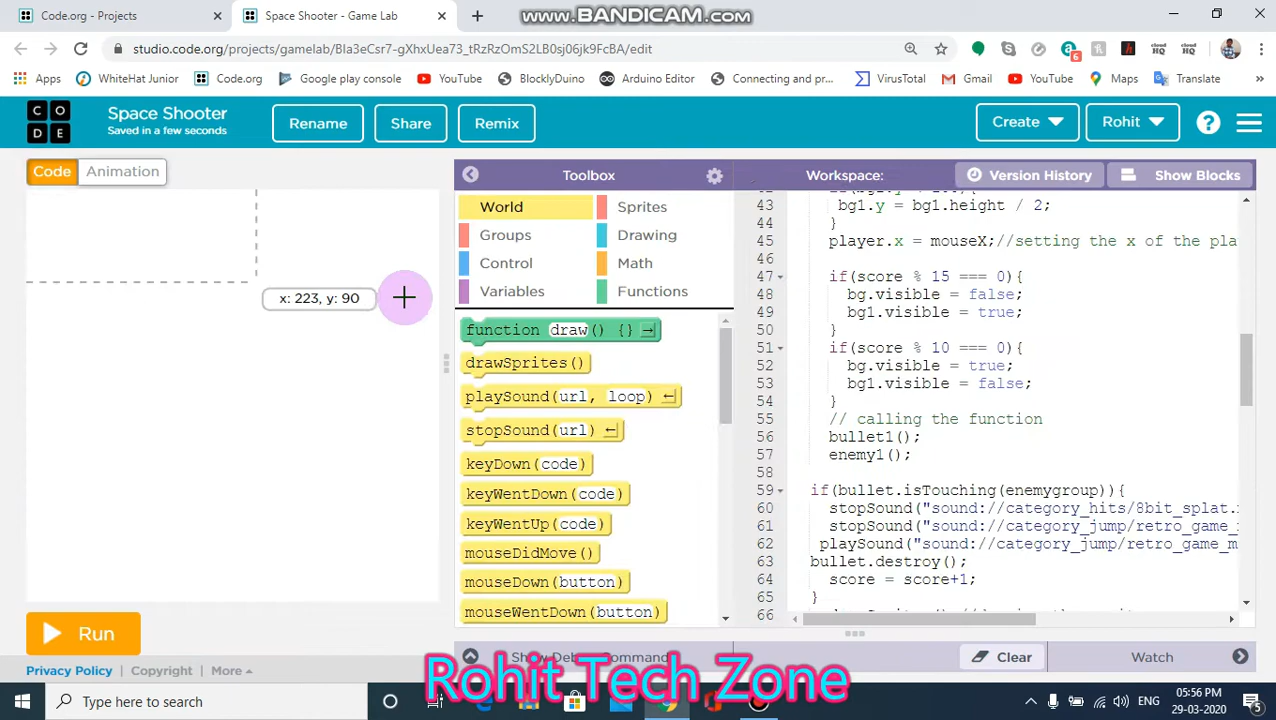 Code.org - Projects
Space Shooter - Game Lab
www.BANDICAM.com
studio.code.org/projects/gamelab/
Apps
WhiteHat Junior
Code.org
Google play console
YouTube
BlocklyDuino
Arduino Editor
Connecting and pr...
VirusTotal
Gmail
YouTube
Maps
Translate
CODE
Space Shooter
Saved in a few seconds
Rename
Share
Remix
Create
Rohit
Code
Animation
Toolbox
Workspace:
Version History
Show Blocks
World
Sprites
Groups
Drawing
Control
Math
Variables
Functions
x: 223, y: 90
function draw() {}
drawSprites()
playSound(url, loop)
stopSound(url)
keyDown(code)
keyWentDown(code)
keyWentUp(code)
mouseDidMove()
mouseDown(button)
mouseWentDown(button)
43 bg1.y = bg1.height / 2;
44 }
45 player.x = mouseX;//setting the x of the pla
46
47 if(score % 15 === 0){
48 bg.visible = false;
49 bg1.visible = true;
50 }
51 if(score % 10 === 0){
52 bg.visible = true;
53 bg1.visible = false;
54 }
55 // calling the function
56 bullet1();
57 enemy1();
58
59 if(bullet.isTouching(enemygroup)){
60 stopSound("sound://category_hits/8bit_splat.
61 stopSound("sound://category_jump/retro_game_
62 playSound("sound://category_jump/retro_game_m
63 bullet.destroy();
64 score = score+1;
65 }
66
Run
Clear
Watch
Privacy Policy
Copyright
More
Rohit Tech Zone
Type here to search
ENG
05:56 PM
29-03-2020
5